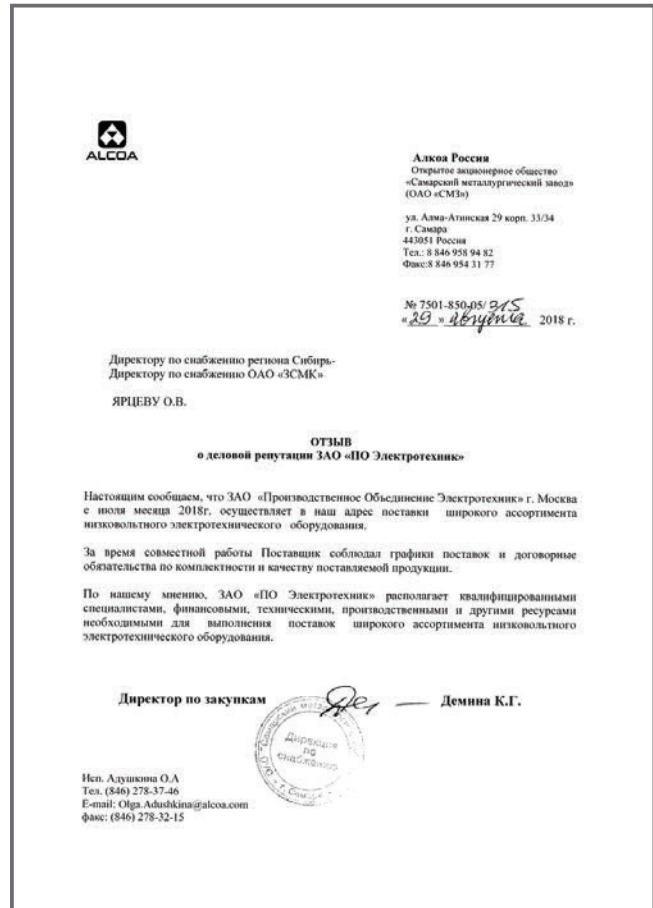 ALCOA
Алкоа Россия
Открытое акционерное общество
«Самарский металлургический завод»
(ОАО «СМЗ»)
ул. Алма-Атинская 29 корп. 33/34
г. Самара
443051 Россия
Тел.: 8 846 958 94 82
Факс:8 846 954 31 77
№ 7501-850-05/ 215
« 29 » августа 2018 г.
Директору по снабжению региона Сибирь-
Директору по снабжению ОАО «ЗСМК»
ЯРЦЕВУ О.В.
ОТЗЫВ
о деловой репутации ЗАО «ПО Электротехник»
Настоящим сообщаем, что ЗАО «Производственное Объединение Электротехник» г. Москва
с июля месяца 2018г. осуществляет в наш адрес поставки широкого ассортимента
низковольтного электротехнического оборудования.
За время совместной работы Поставщик соблюдал графики поставок и договорные
обязательства по комплектности и качеству поставляемой продукции.
По нашему мнению, ЗАО «ПО Электротехник» располагает квалифицированными
специалистами, финансовыми, техническими, производственными и другими ресурсами
необходимыми для выполнения поставок широкого ассортимента низковольтного
электротехнического оборудования.
Директор по закупкам — Демина К.Г.
Дирекция
по
снабжению
г. Самара
Исп. Адушкина О.А
Тел. (846) 278-37-46
E-mail: Olga.Adushkina@alcoa.com
факс: (846) 278-32-15